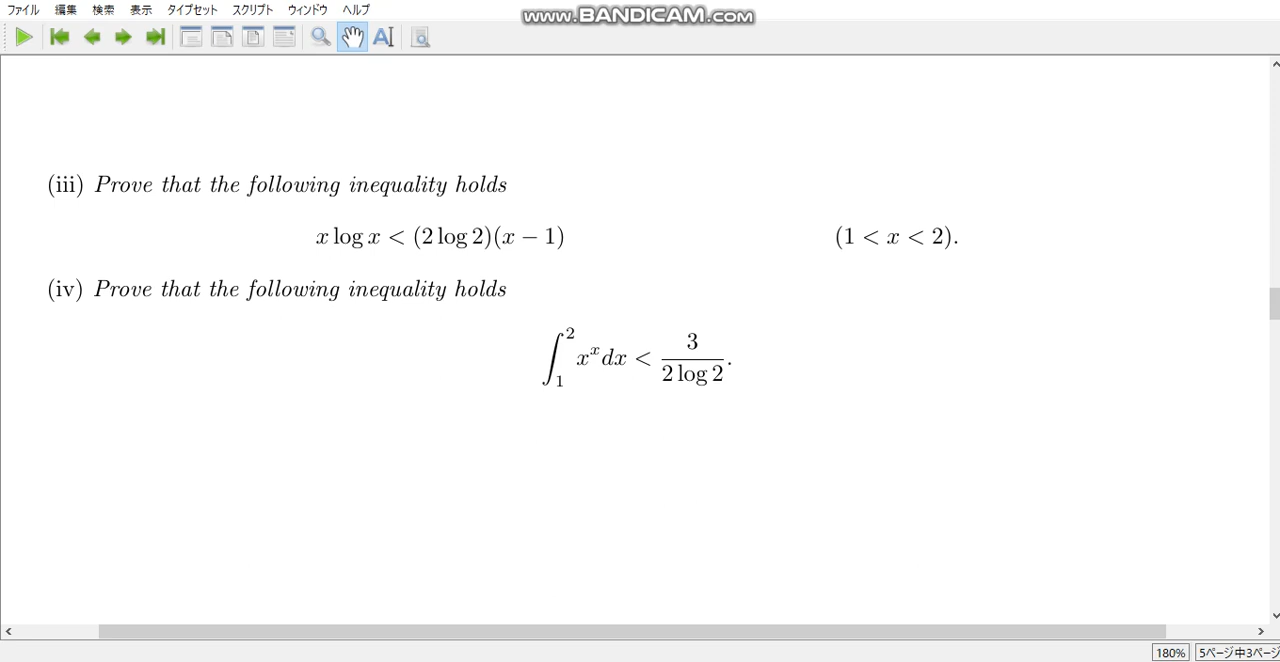 ファイル 編集 検索 表示 タイプセット スクリプト ウィンドウ ヘルプ
www.BANDICAM.com
(iii) Prove that the following inequality holds
x log x < (2 log 2)(x − 1) (1 < x < 2).
(iv) Prove that the following inequality holds
∫₁² xˣ dx < 3 / (2 log 2).
180% 5ページ中3ページ